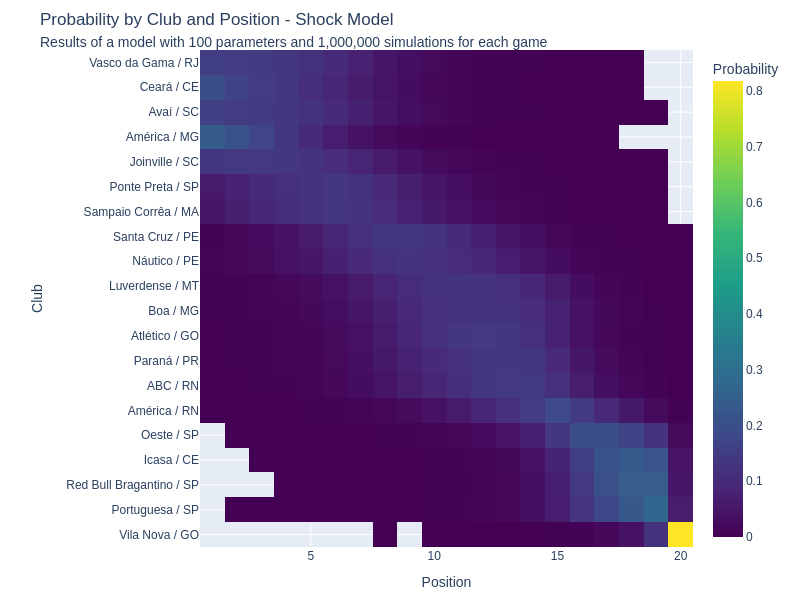 Probability by Club and Position - Shock Model
Results of a model with 100 parameters and 1,000,000 simulations for each game
Vasco da Gama / RJ
Ceará / CE
Avaí / SC
América / MG
Joinville / SC
Ponte Preta / SP
Sampaio Corrêa / MA
Santa Cruz / PE
Náutico / PE
Luverdense / MT
Boa / MG
Atlético / GO
Paraná / PR
ABC / RN
América / RN
Oeste / SP
Icasa / CE
Red Bull Bragantino / SP
Portuguesa / SP
Vila Nova / GO
Club
5
10
15
20
Position
Probability
0.8
0.7
0.6
0.5
0.4
0.3
0.2
0.1
0